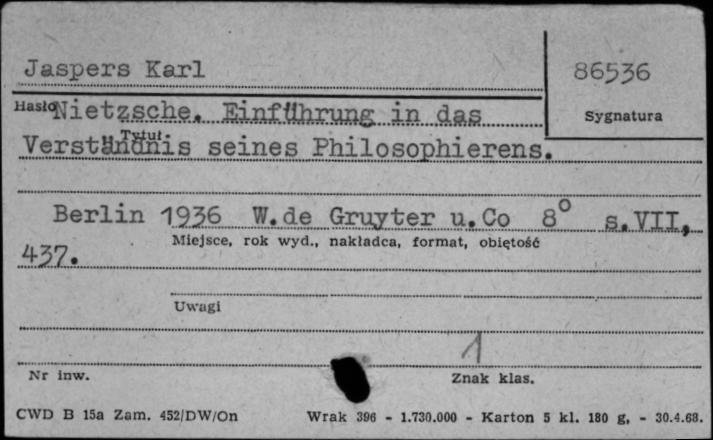 Jaspers Karl
86536
Hasło
Sygnatura
Nietzsche. Einführung in das
Tytuł
Verständnis seines Philosophierens.
Berlin 1936 W.de Gruyter u.Co 8° s.VII,
Miejsce, rok wyd., nakładca, format, objętość
437.
Uwagi
1
Nr inw.
Znak klas.
CWD B 15a Zam. 452/DW/On Wrak 396 - 1.730.000 - Karton 5 kl. 180 g. - 30.4.68.